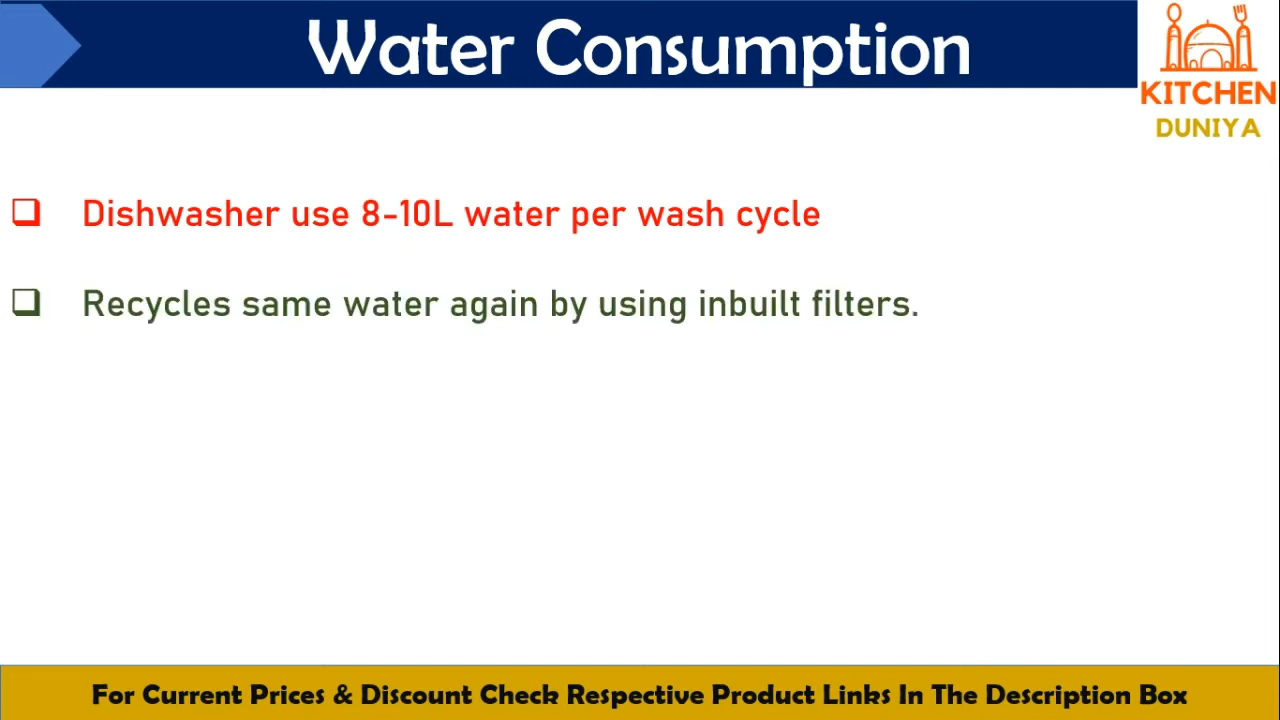 Water Consumption
KITCHEN
DUNIYA
Dishwasher use 8-10L water per wash cycle
Recycles same water again by using inbuilt filters.
For Current Prices & Discount Check Respective Product Links In The Description Box